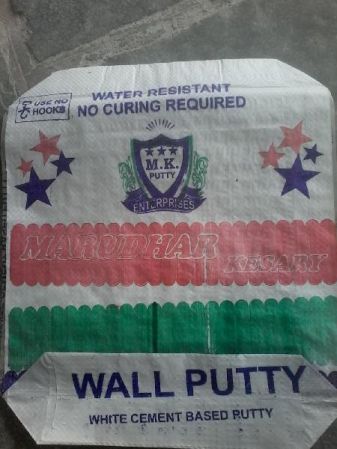 WATER RESISTANT
USE NO
HOOKS
NO CURING REQUIRED
M.K.
PUTTY
ENTERPRISES
MARUDHAR
KESARY
WALL PUTTY
WHITE CEMENT BASED PUTTY